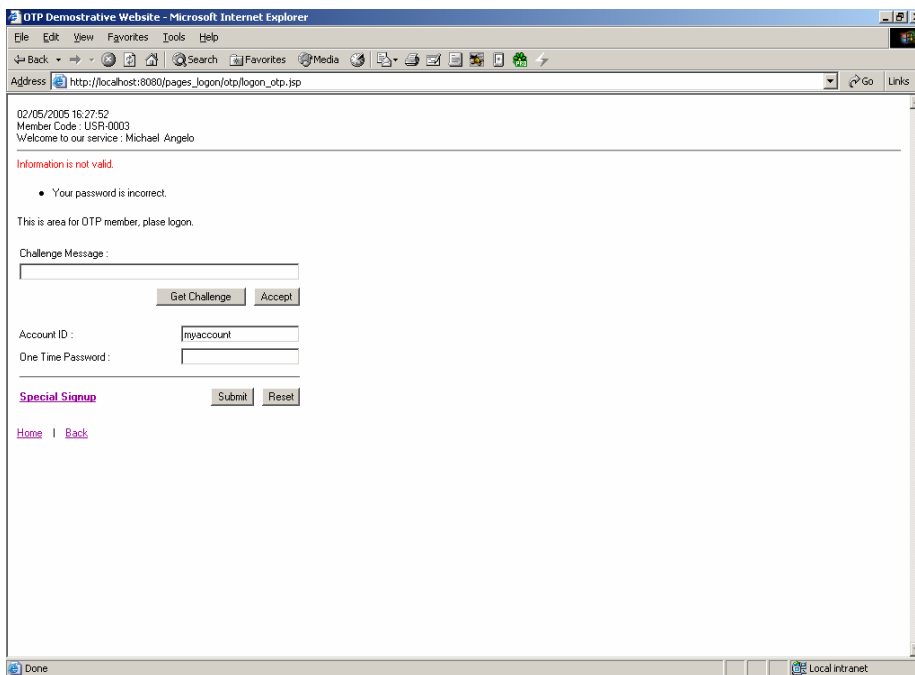 OTP Demostrative Website - Microsoft Internet Explorer
File Edit View Favorites Tools Help
Back Search Favorites Media
Address http://localhost:8080/pages_logon/otp/logon_otp.jsp Go Links
02/05/2005 16:27:52
Member Code : USR-0003
Welcome to our service : Michael Angelo
Information is not valid.
• Your password is incorrect.
This is area for OTP member, plase logon.
Challenge Message :
Get Challenge Accept
Account ID : myaccount
One Time Password :
Special Signup Submit Reset
Home | Back
Done Local intranet